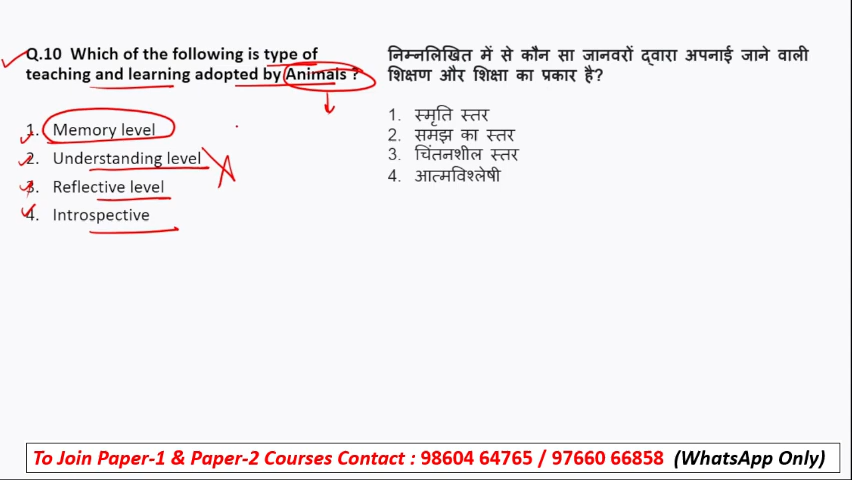 Q.10 Which of the following is type of
teaching and learning adopted by Animals ?
1. Memory level
2. Understanding level
3. Reflective level
4. Introspective
निम्नलिखित में से कौन सा जानवरों द्वारा अपनाई जाने वाली
शिक्षण और शिक्षा का प्रकार है?
1. स्मृति स्तर
2. समझ का स्तर
3. चिंतनशील स्तर
4. आत्मविश्लेषी
To Join Paper-1 & Paper-2 Courses Contact : 98604 64765 / 97660 66858 (WhatsApp Only)